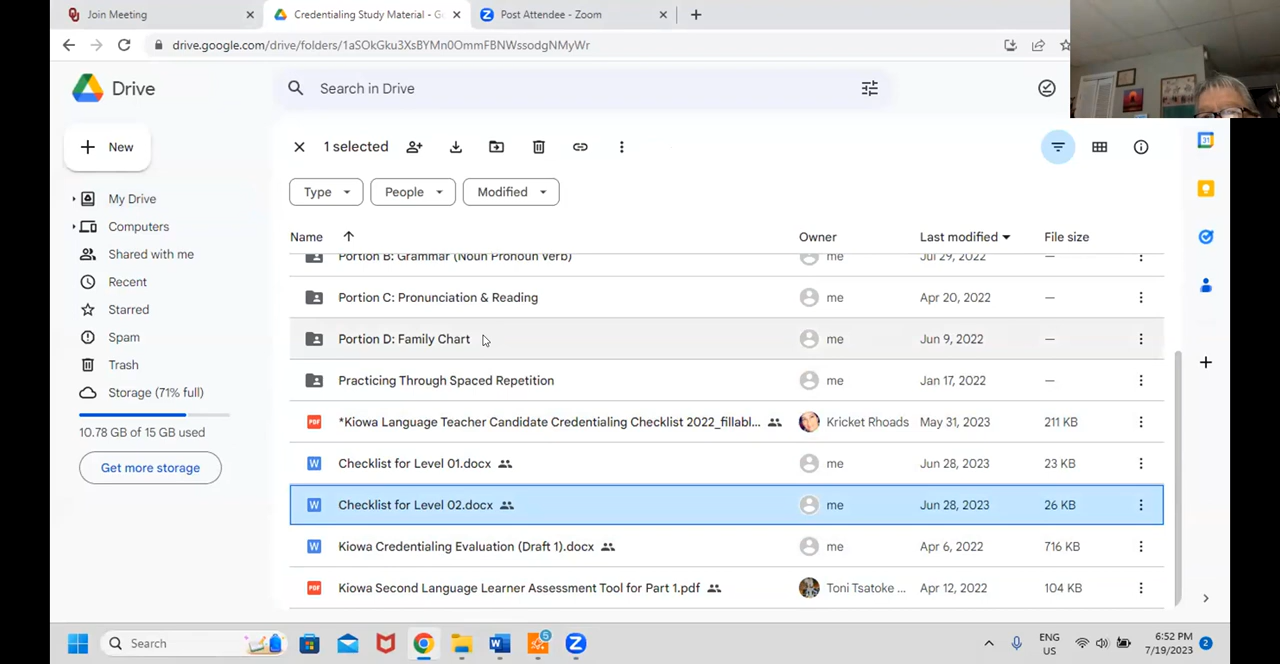 Join Meeting
Credentialing Study Material - G
Post Attendee - Zoom
drive.google.com/drive/folders/1aSOkGku3XsBYMn0OmmFBNWssodgNMyWr
Drive
Search in Drive
New
1 selected
Type
People
Modified
My Drive
Computers
Shared with me
Recent
Starred
Spam
Trash
Storage (71% full)
10.78 GB of 15 GB used
Get more storage
Name Owner Last modified File size
Portion B: Grammar (Noun Pronoun Verb) me Jul 29, 2022 —
Portion C: Pronunciation & Reading me Apr 20, 2022 —
Portion D: Family Chart me Jun 9, 2022 —
Practicing Through Spaced Repetition me Jan 17, 2022 —
*Kiowa Language Teacher Candidate Credentialing Checklist 2022_fillabl... Kricket Rhoads May 31, 2023 211 KB
Checklist for Level 01.docx me Jun 28, 2023 23 KB
Checklist for Level 02.docx me Jun 28, 2023 26 KB
Kiowa Credentialing Evaluation (Draft 1).docx me Apr 6, 2022 716 KB
Kiowa Second Language Learner Assessment Tool for Part 1.pdf Toni Tsatoke ... Apr 12, 2022 104 KB
Search
5
ENG
US
6:52 PM
7/19/2023
2